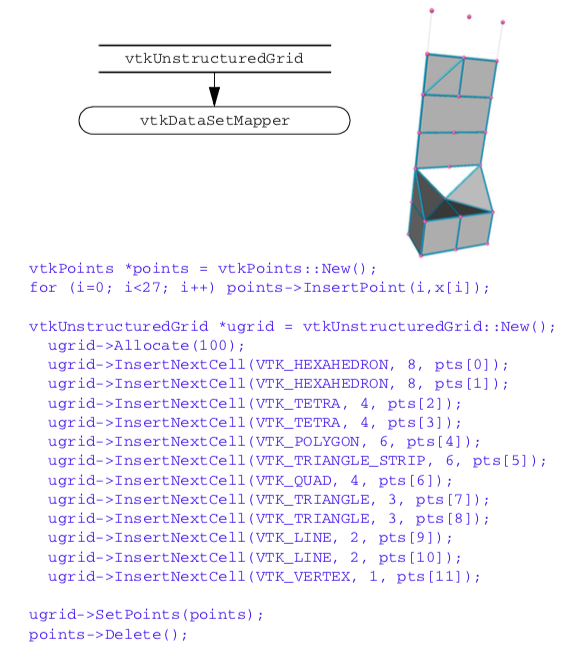 vtkUnstructuredGrid
vtkDataSetMapper
vtkPoints *points = vtkPoints::New();
for (i=0; i<27; i++) points->InsertPoint(i,x[i]);
vtkUnstructuredGrid *ugrid = vtkUnstructuredGrid::New();
ugrid->Allocate(100);
ugrid->InsertNextCell(VTK_HEXAHEDRON, 8, pts[0]);
ugrid->InsertNextCell(VTK_HEXAHEDRON, 8, pts[1]);
ugrid->InsertNextCell(VTK_TETRA, 4, pts[2]);
ugrid->InsertNextCell(VTK_TETRA, 4, pts[3]);
ugrid->InsertNextCell(VTK_POLYGON, 6, pts[4]);
ugrid->InsertNextCell(VTK_TRIANGLE_STRIP, 6, pts[5]);
ugrid->InsertNextCell(VTK_QUAD, 4, pts[6]);
ugrid->InsertNextCell(VTK_TRIANGLE, 3, pts[7]);
ugrid->InsertNextCell(VTK_TRIANGLE, 3, pts[8]);
ugrid->InsertNextCell(VTK_LINE, 2, pts[9]);
ugrid->InsertNextCell(VTK_LINE, 2, pts[10]);
ugrid->InsertNextCell(VTK_VERTEX, 1, pts[11]);
ugrid->SetPoints(points);
points->Delete();